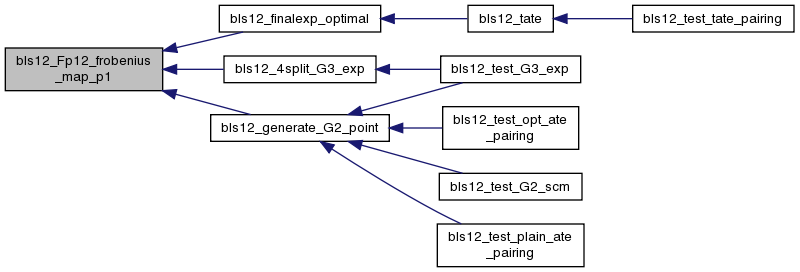 bls12_Fp12_frobenius
_map_p1
bls12_finalexp_optimal
bls12_tate
bls12_test_tate_pairing
bls12_4split_G3_exp
bls12_test_G3_exp
bls12_generate_G2_point
bls12_test_opt_ate
_pairing
bls12_test_G2_scm
bls12_test_plain_ate
_pairing